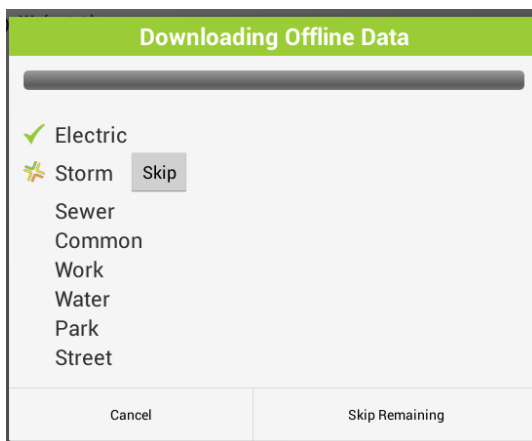 Downloading Offline Data
Electric
Storm Skip
Sewer
Common
Work
Water
Park
Street
Cancel Skip Remaining